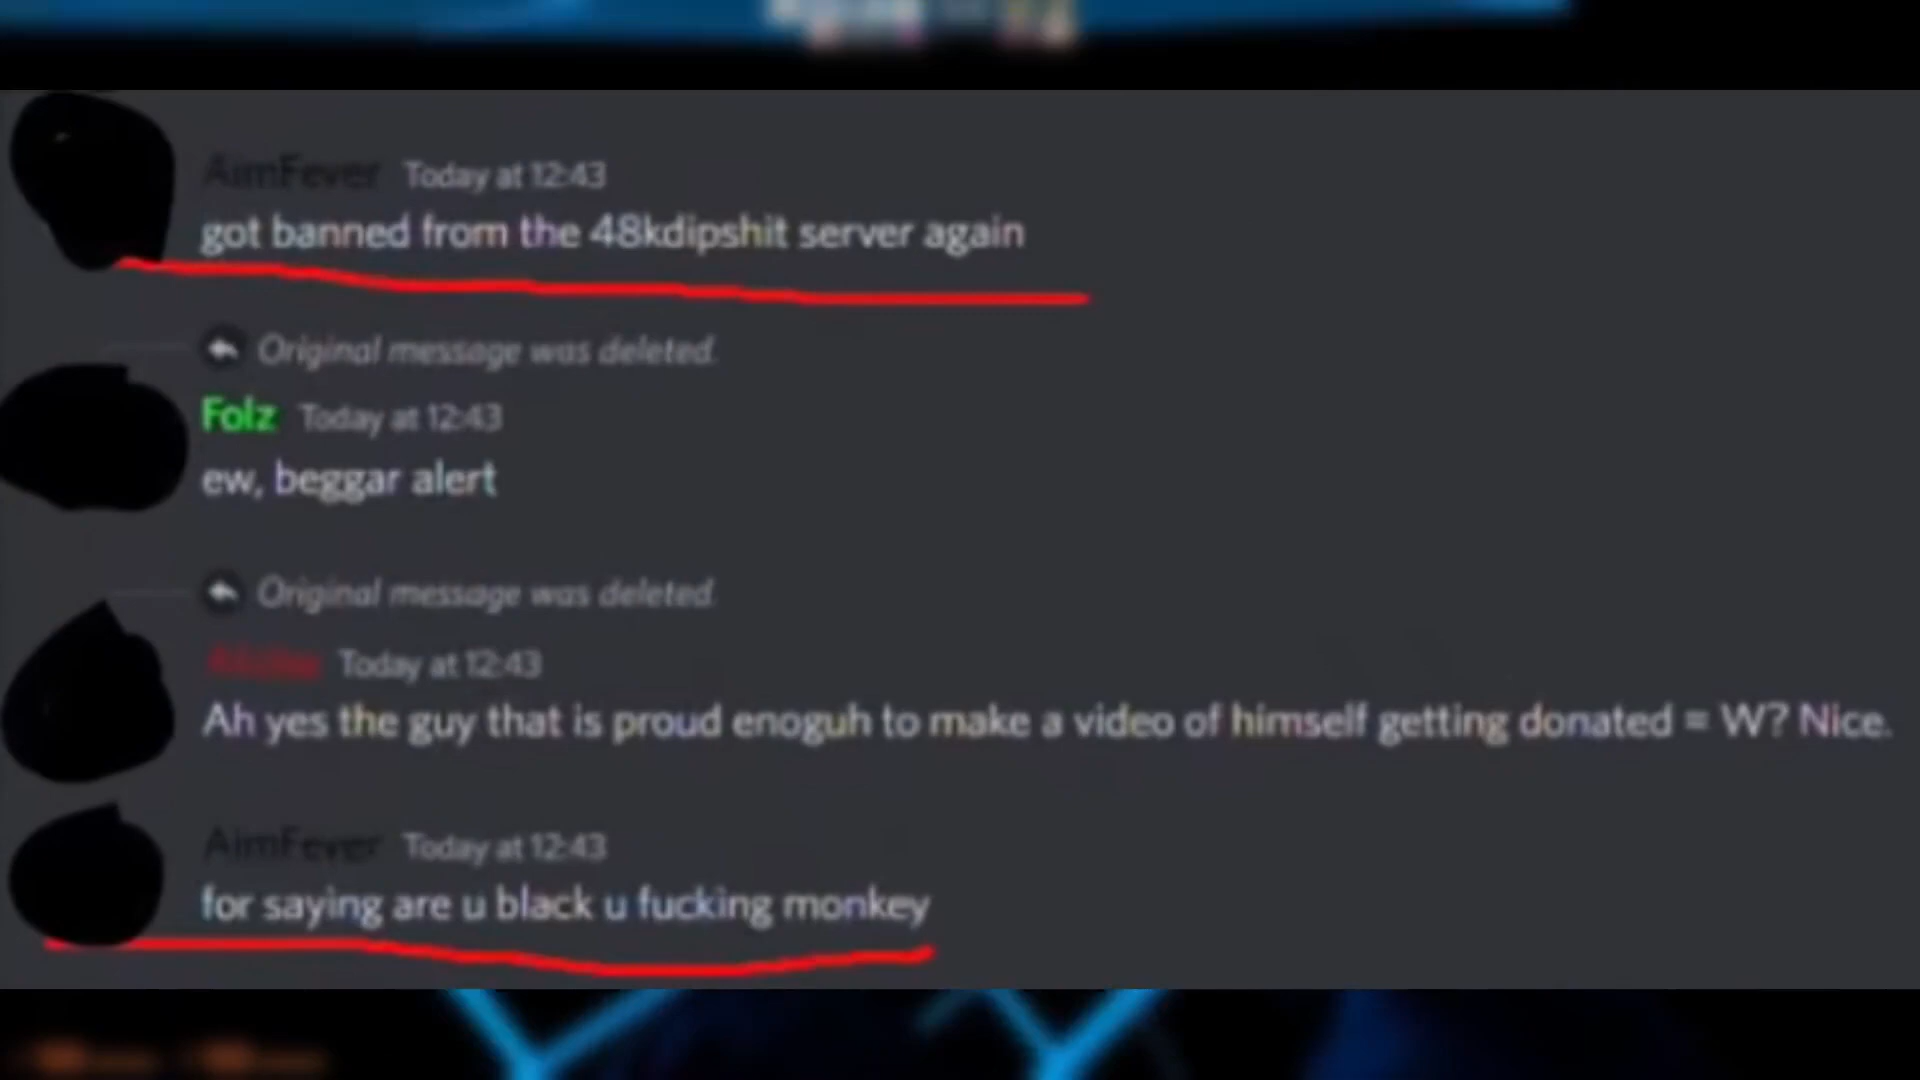 AimFever Today at 12:43
got banned from the 48kdipshit server again
Original message was deleted.
Folz Today at 12:43
ew, beggar alert
Original message was deleted.
Today at 12:43
Ah yes the guy that is proud enoguh to make a video of himself getting donated = W? Nice.
AimFever Today at 12:43
for saying are u black u fucking monkey